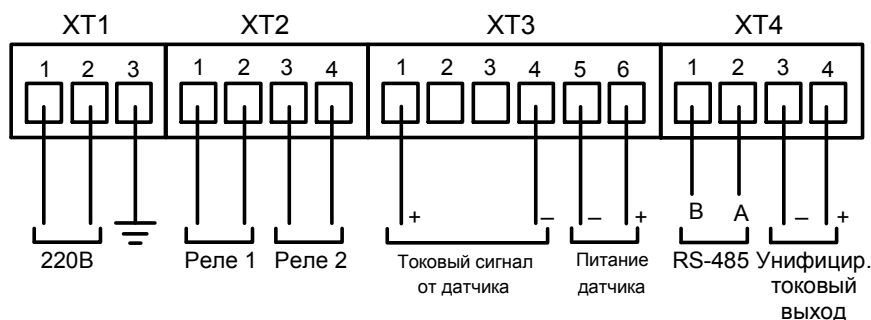 XT1 XT2 XT3 XT4
1 2 3 1 2 3 4 1 2 3 4 5 6 1 2 3 4
+ – – + B A – +
220В Реле 1 Реле 2 Токовый сигнал Питание RS-485 Унифицир.
от датчика датчика токовый
выход